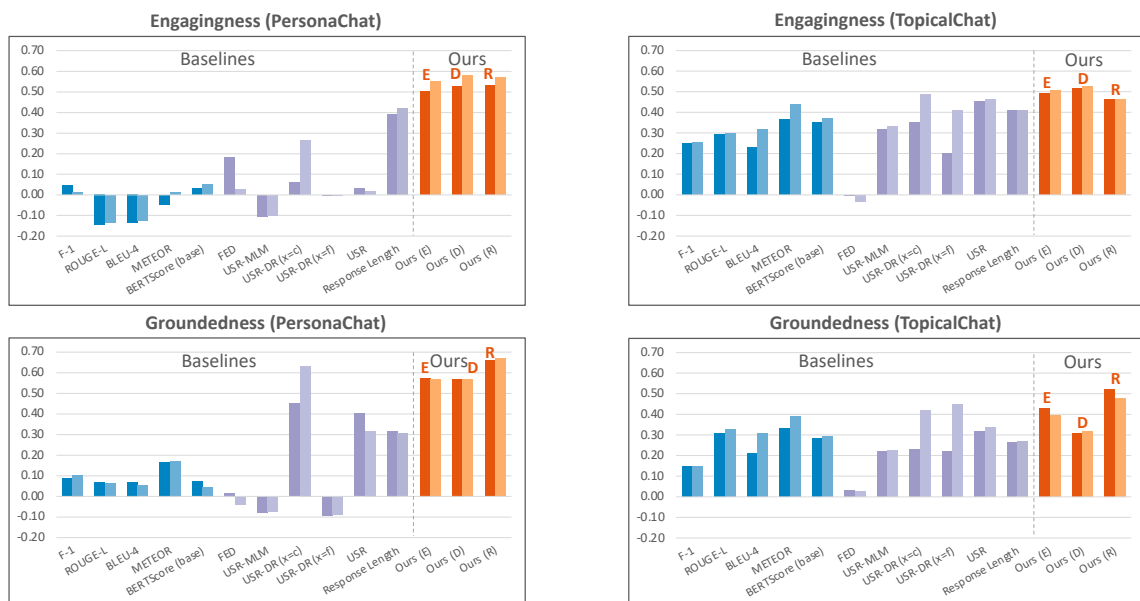 Engagingness (PersonaChat)
Baselines
Ours
0.70
0.60
0.50
0.40
0.30
0.20
0.10
0.00
-0.10
-0.20
E
D
R
F-1
ROUGE-L
BLEU-4
METEOR
BERTScore (base)
FED
USR-MLM
USR-DR (x=c)
USR-DR (x=f)
USR
Response Length
Ours (E)
Ours (D)
Ours (R)
Engagingness (TopicalChat)
Baselines
Ours
0.70
0.60
0.50
0.40
0.30
0.20
0.10
0.00
-0.10
-0.20
E
D
R
F-1
ROUGE-L
BLEU-4
METEOR
BERTScore (base)
FED
USR-MLM
USR-DR (x=c)
USR-DR (x=f)
USR
Response Length
Ours (E)
Ours (D)
Ours (R)
Groundedness (PersonaChat)
Baselines
Ours
0.70
0.60
0.50
0.40
0.30
0.20
0.10
0.00
-0.10
-0.20
E
D
R
F-1
ROUGE-L
BLEU-4
METEOR
BERTScore (base)
FED
USR-MLM
USR-DR (x=c)
USR-DR (x=f)
USR
Response Length
Ours (E)
Ours (D)
Ours (R)
Groundedness (TopicalChat)
Baselines
Ours
0.70
0.60
0.50
0.40
0.30
0.20
0.10
0.00
-0.10
-0.20
E
D
R
F-1
ROUGE-L
BLEU-4
METEOR
BERTScore (base)
FED
USR-MLM
USR-DR (x=c)
USR-DR (x=f)
USR
Response Length
Ours (E)
Ours (D)
Ours (R)